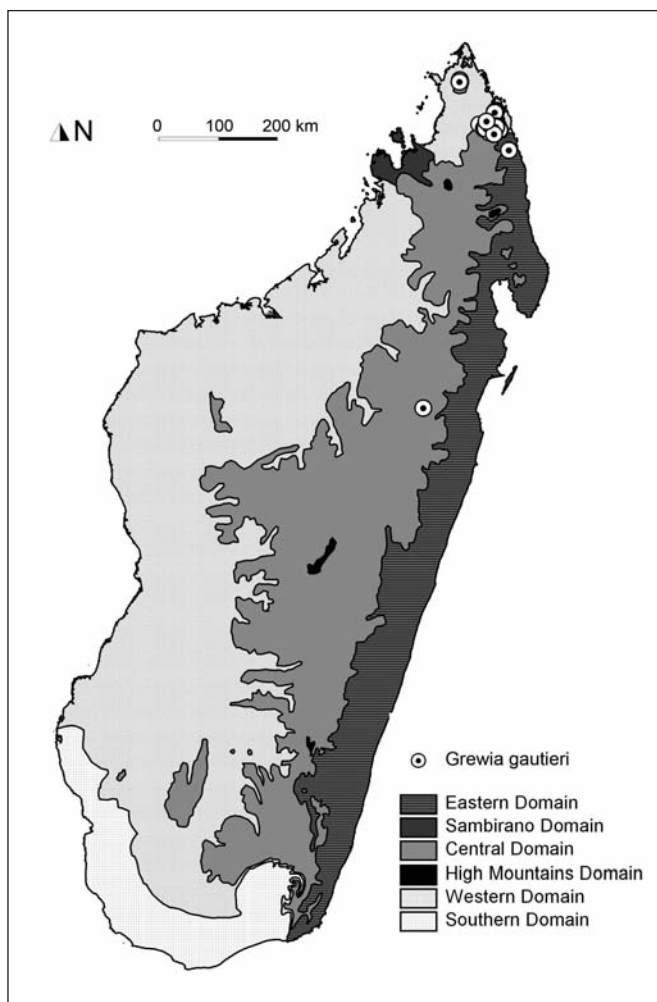 N
0 100 200 km
Grewia gautieri
Eastern Domain
Sambirano Domain
Central Domain
High Mountains Domain
Western Domain
Southern Domain